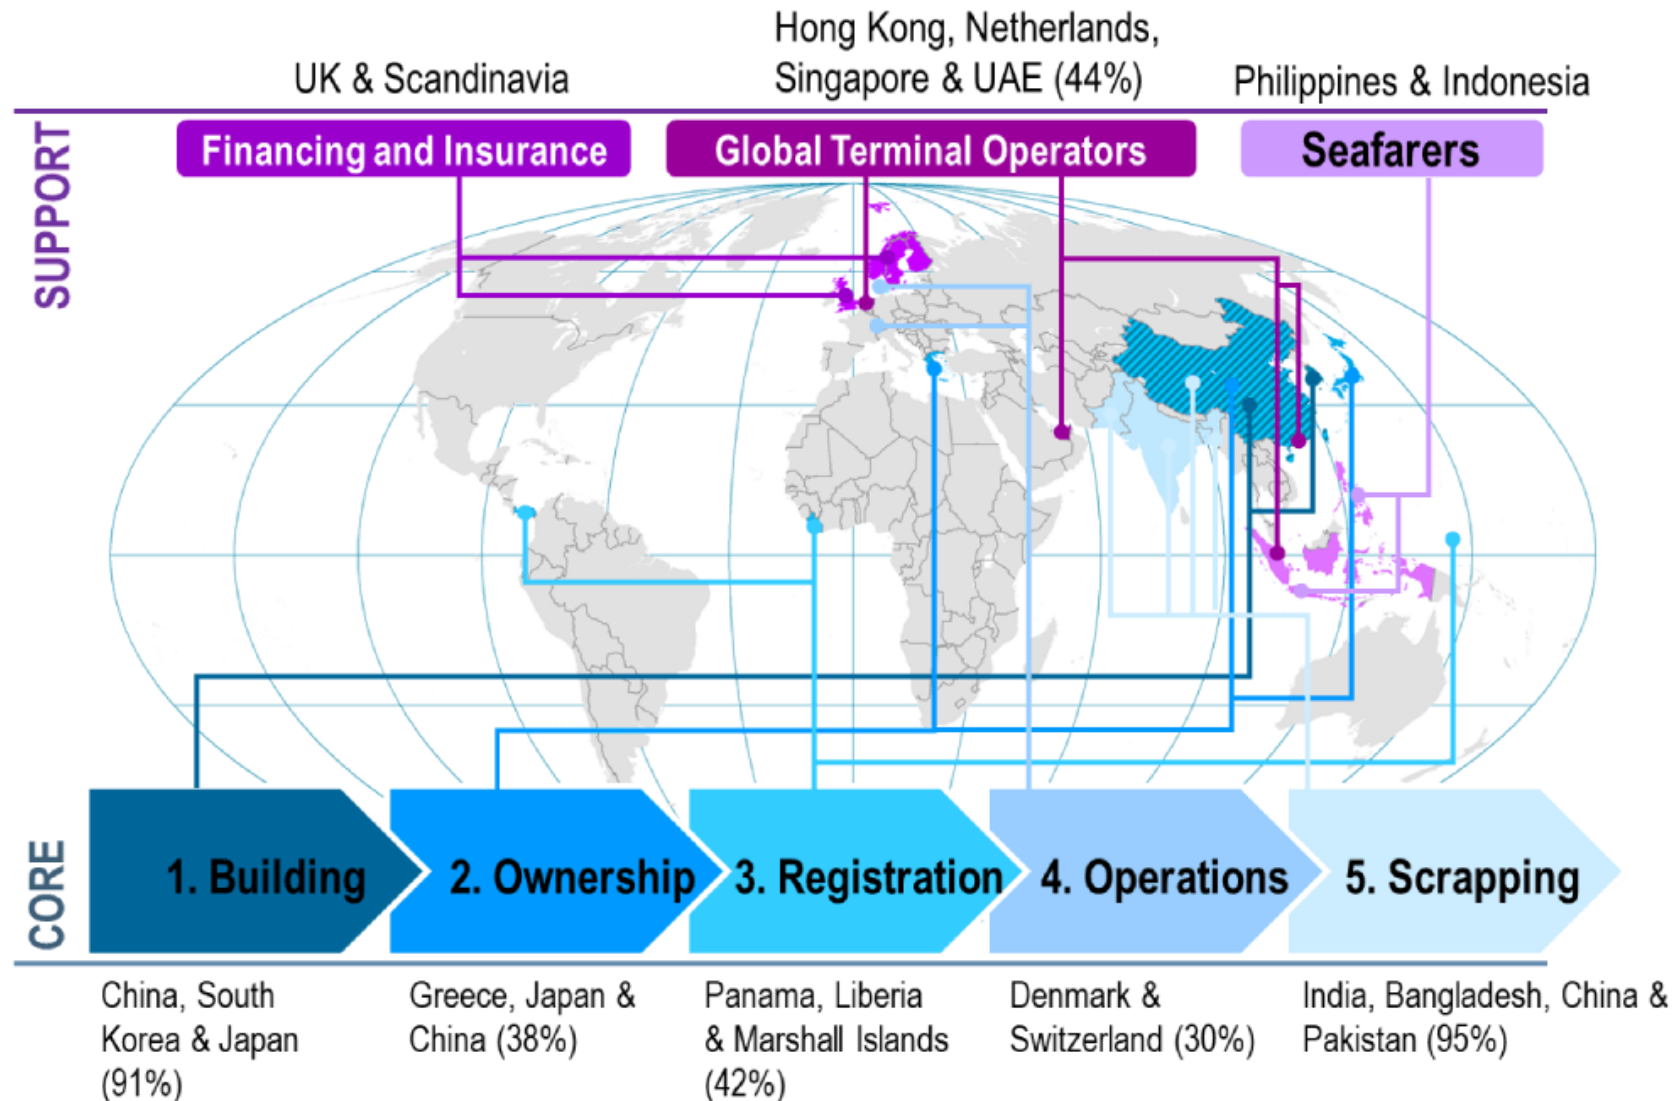 UK & Scandinavia
Hong Kong, Netherlands,
Singapore & UAE (44%)
Philippines & Indonesia
SUPPORT
Financing and Insurance
Global Terminal Operators
Seafarers
CORE
1. Building
2. Ownership
3. Registration
4. Operations
5. Scrapping
China, South
Korea & Japan
(91%)
Greece, Japan &
China (38%)
Panama, Liberia
& Marshall Islands
(42%)
Denmark &
Switzerland (30%)
India, Bangladesh, China &
Pakistan (95%)